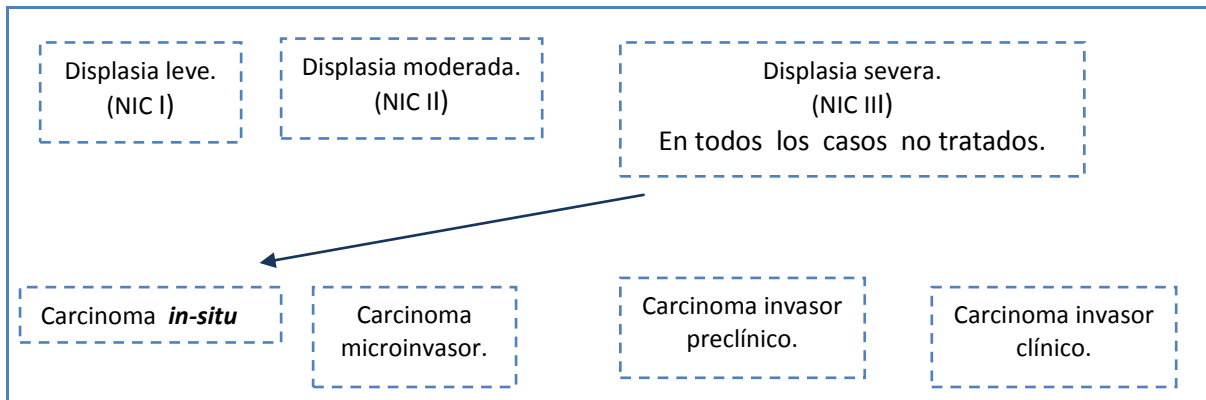 Displasia leve.
(NIC I)
Displasia moderada.
(NIC II)
Displasia severa.
(NIC III)
En todos los casos no tratados.
Carcinoma in-situ
Carcinoma
microinvasor.
Carcinoma invasor
preclínico.
Carcinoma invasor
clínico.